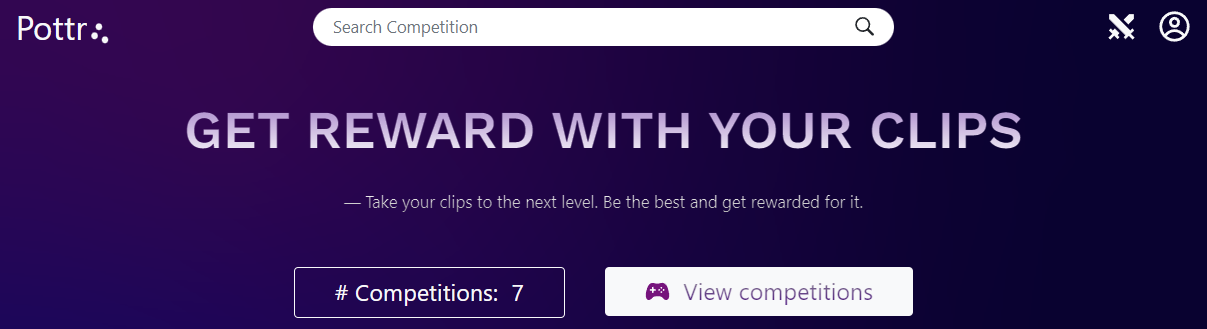 Pottr
Search Competition
GET REWARD WITH YOUR CLIPS
— Take your clips to the next level. Be the best and get rewarded for it.
# Competitions: 7
View competitions